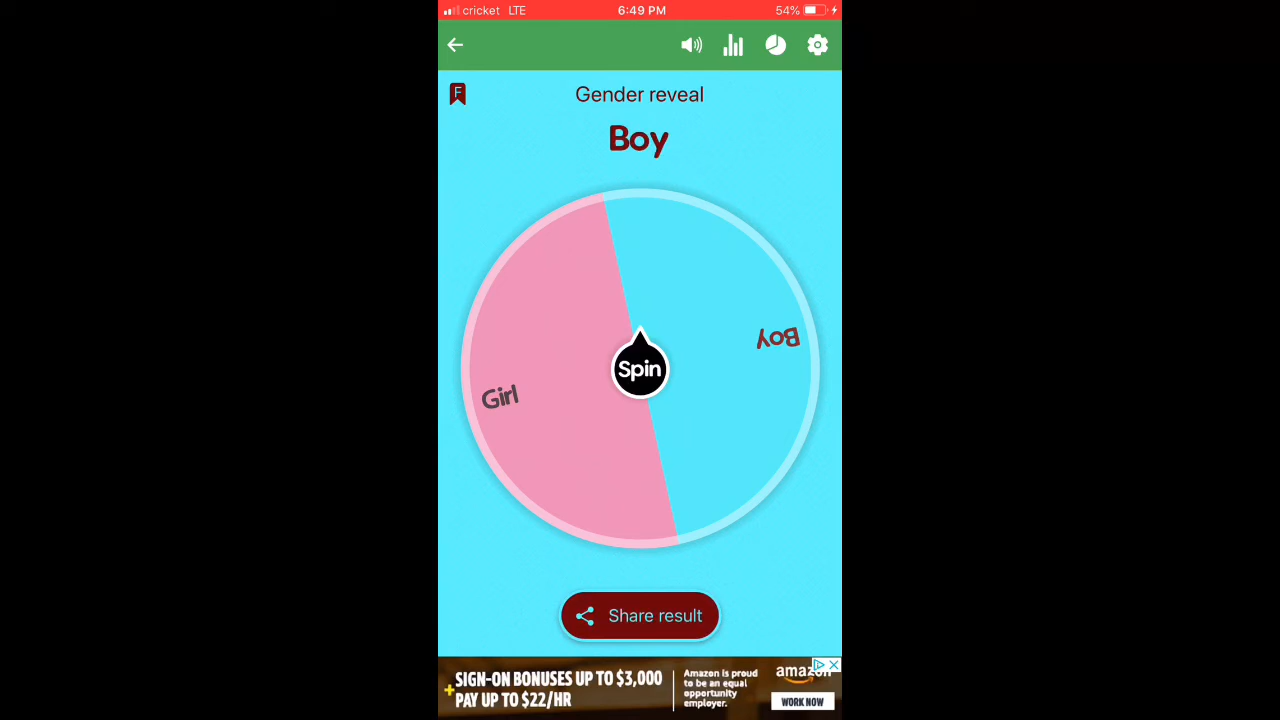 cricket LTE 6:49 PM 54%
F
Gender reveal
Boy
Boy
Girl
Spin
Share result
+SIGN-ON BONUSES UP TO $3,000
PAY UP TO $22/HR
Amazon is proud
to be an equal
opportunity
employer.
amazon
WORK NOW